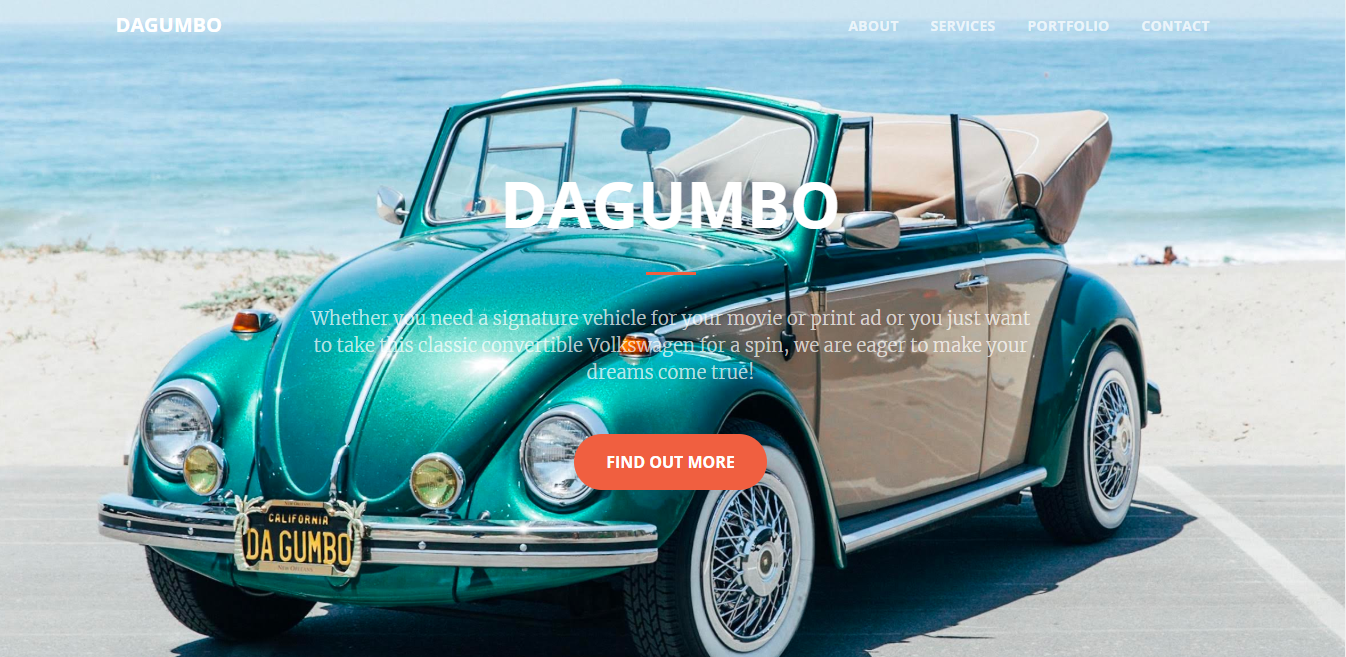 DAGUMBO
ABOUT SERVICES PORTFOLIO CONTACT
DAGUMBO
Whether you need a signature vehicle for your movie or print ad or you just want
to take this classic convertible Volkswagen for a spin, we are eager to make your
dreams come true!
FIND OUT MORE
CALIFORNIA
DA GUMBO
NEW ORLEANS